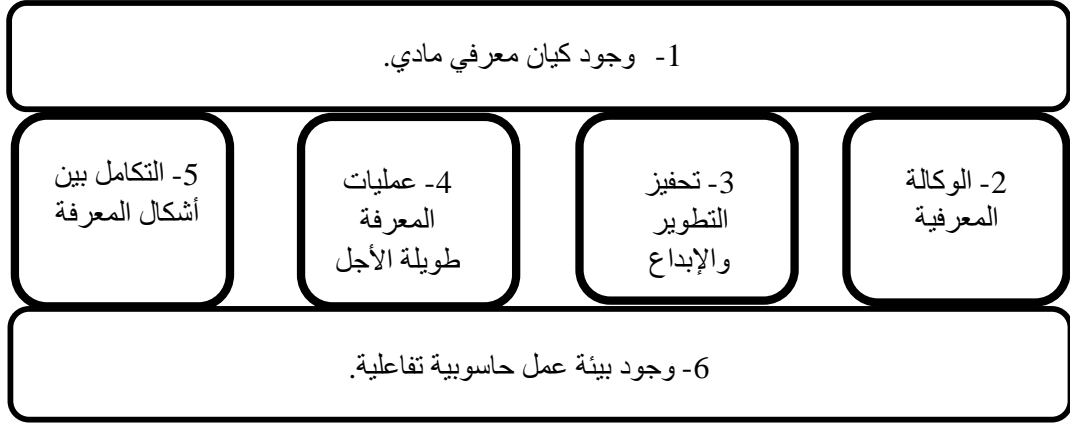 1- وجود كيان معرفي مادي.
2- الوكالة
المعرفية
3- تحفيز
التطوير
والإبداع
4- عمليات
المعرفة
طويلة الأجل
5- التكامل بين
أشكال المعرفة
6- وجود بيئة عمل حاسوبية تفاعلية.